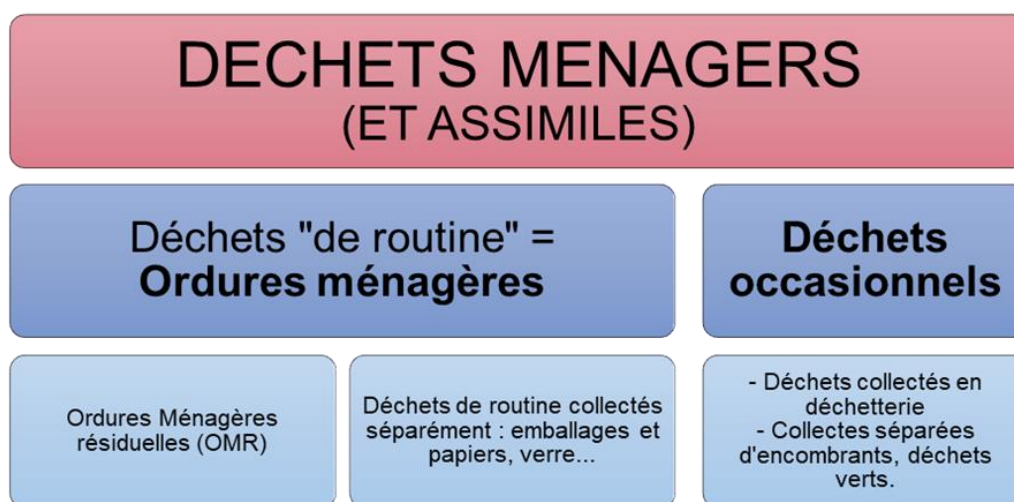 DECHETS MENAGERS
(ET ASSIMILES)
Déchets "de routine" =
Ordures ménagères
Déchets
occasionnels
Ordures Ménagères
résiduelles (OMR)
Déchets de routine collectés
séparément : emballages et
papiers, verre...
- Déchets collectés en
déchetterie
- Collectes séparées
d'encombrants, déchets
verts.